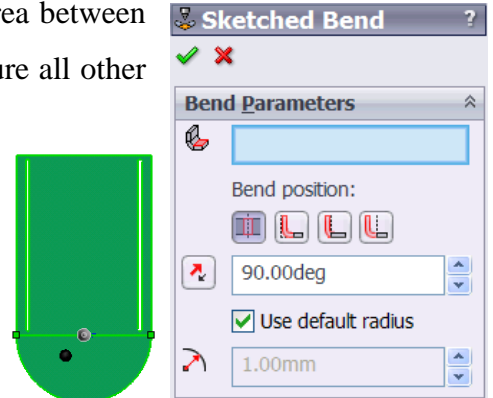 rea between
ure all other
Sketched Bend ?
Bend Parameters
Bend position:
90.00deg
Use default radius
1.00mm